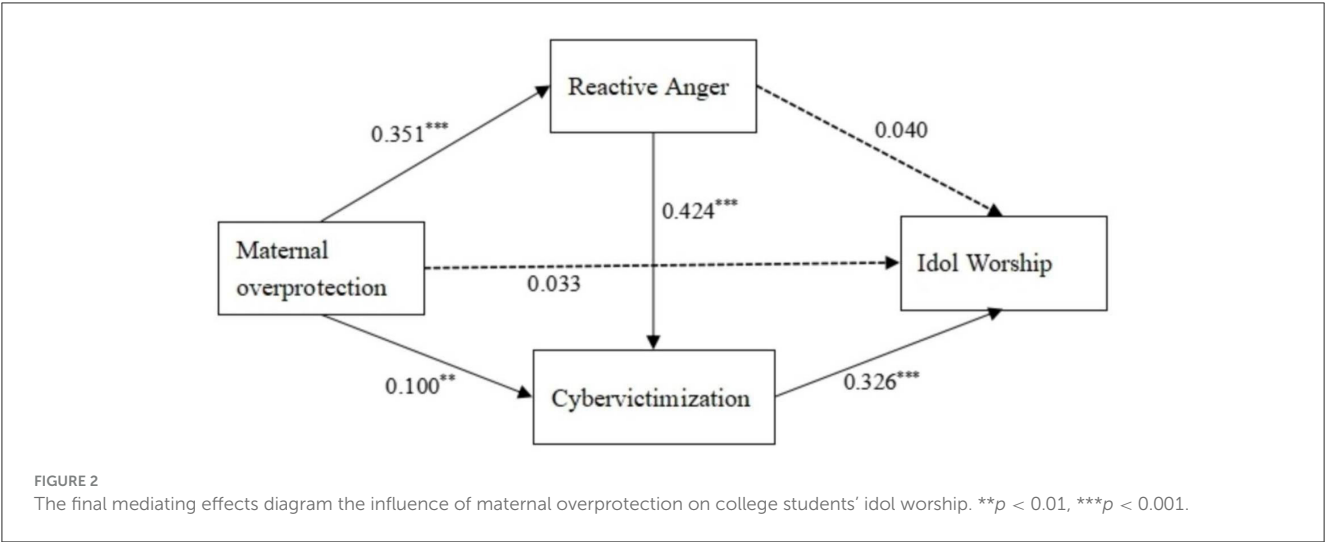 Reactive Anger
0.351***
0.040
0.424***
Maternal
overprotection
Idol Worship
0.033
0.100**
Cybervictimization
0.326***
FIGURE 2
The final mediating effects diagram the influence of maternal overprotection on college students' idol worship. **p < 0.01, ***p < 0.001.